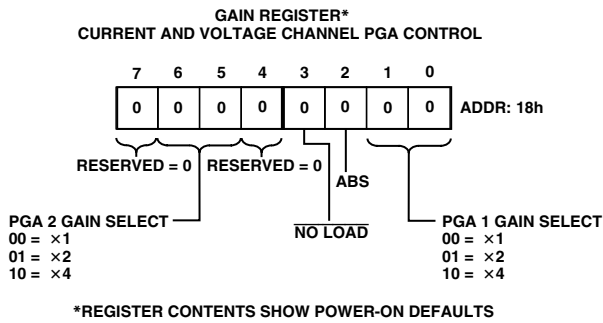 GAIN REGISTER*
CURRENT AND VOLTAGE CHANNEL PGA CONTROL
7 6 5 4 3 2 1 0
0 0 0 0 0 0 0 0 ADDR: 18h
RESERVED = 0 RESERVED = 0
ABS
PGA 2 GAIN SELECT
00 = ×1
01 = ×2
10 = ×4
NO LOAD
PGA 1 GAIN SELECT
00 = ×1
01 = ×2
10 = ×4
*REGISTER CONTENTS SHOW POWER-ON DEFAULTS